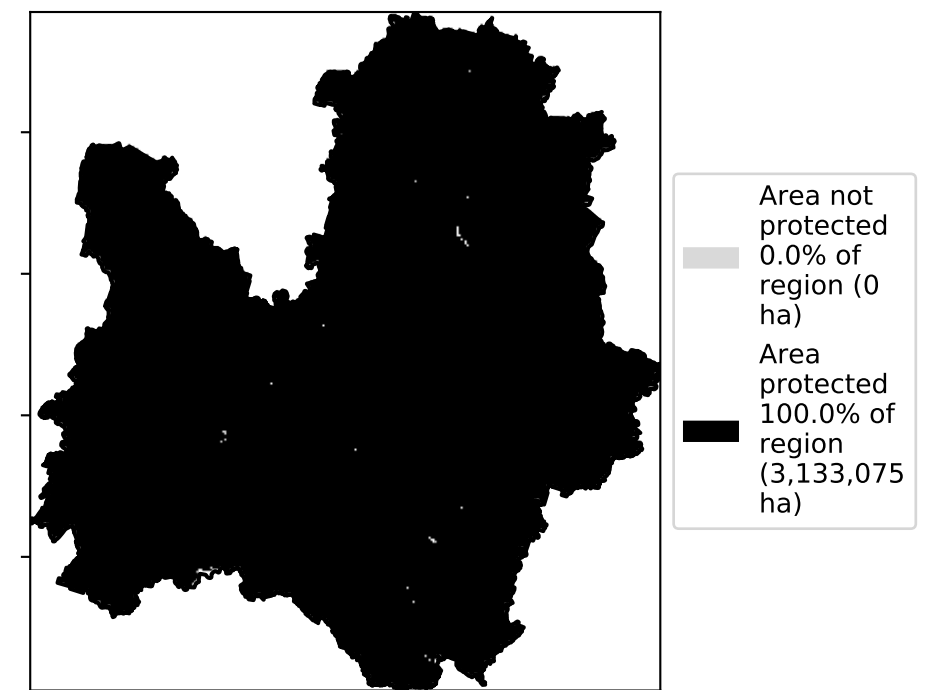 Area not
protected
0.0% of
region (0
ha)
Area
protected
100.0% of
region
(3,133,075
ha)